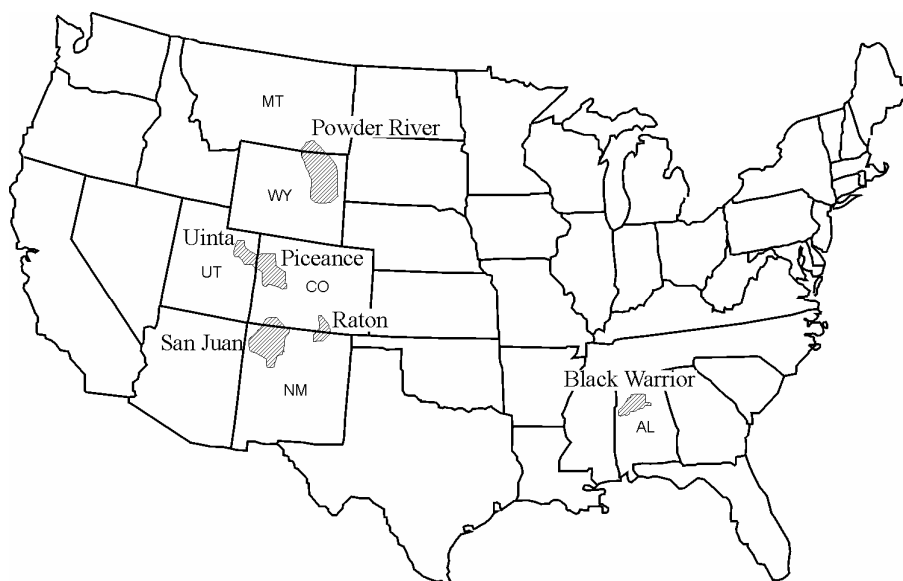 MT
Powder River
WY
Uinta
Piceance
UT
CO
Raton
San Juan
NM
Black Warrior
AL